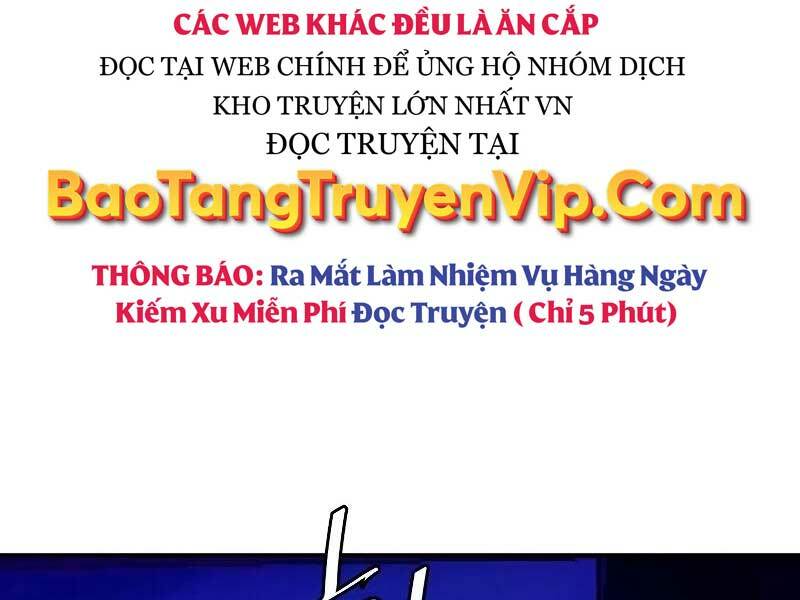 CÁC WEB KHÁC ĐỀU LÀ ĂN CẮP
ĐỌC TẠI WEB CHÍNH ĐỂ ỦNG HỘ NHÓM DỊCH
KHO TRUYỆN LỚN NHẤT VN
ĐỌC TRUYỆN TẠI
BaoTangTruyenVip.Com
THÔNG BÁO: Ra Mắt Làm Nhiệm Vụ Hàng Ngày
Kiếm Xu Miễn Phí Đọc Truyện ( Chỉ 5 Phút)